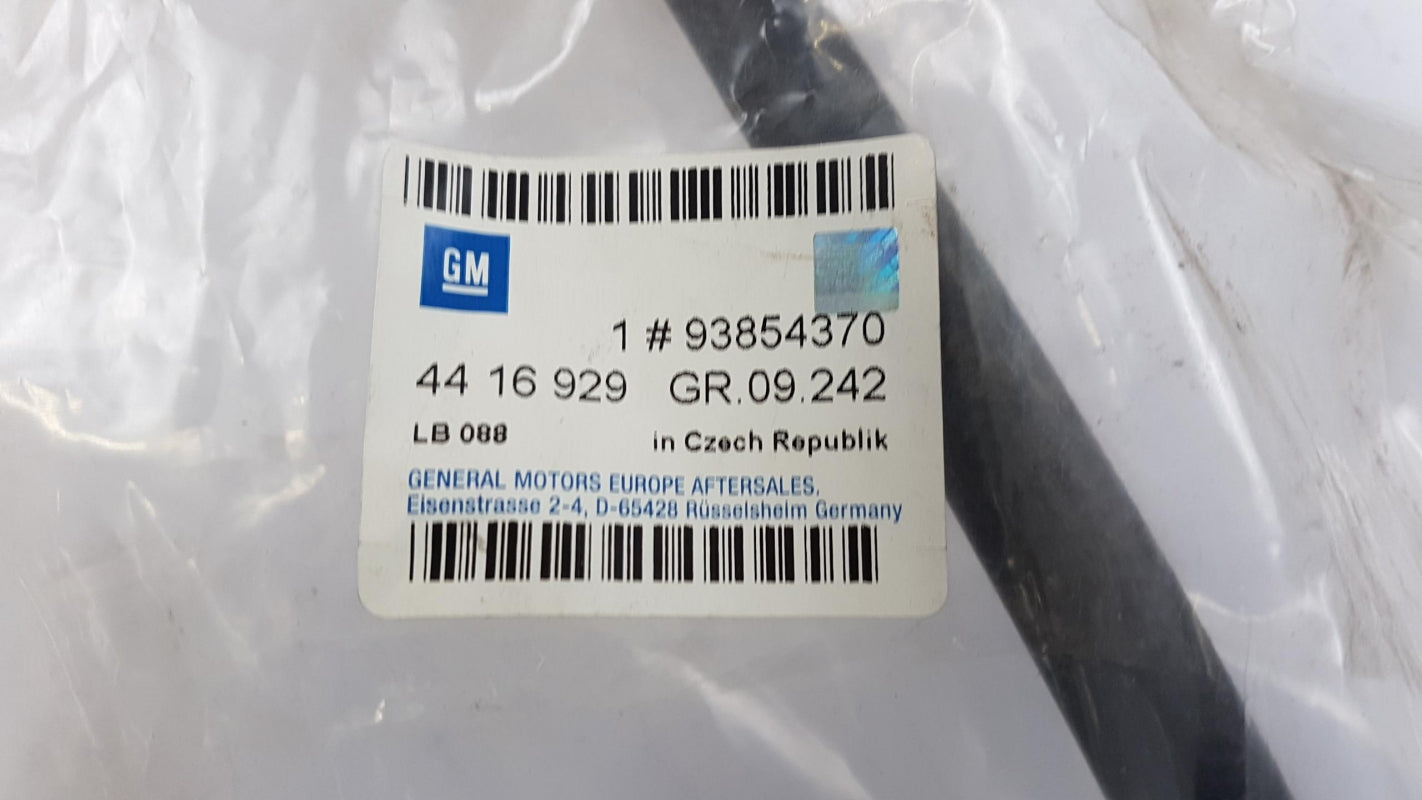 GM
1 # 93854370
44 16 929 GR.09.242
LB 088 in Czech Republik
GENERAL MOTORS EUROPE AFTERSALES,
Eisenstrasse 2-4, D-65428 Rüsselsheim Germany